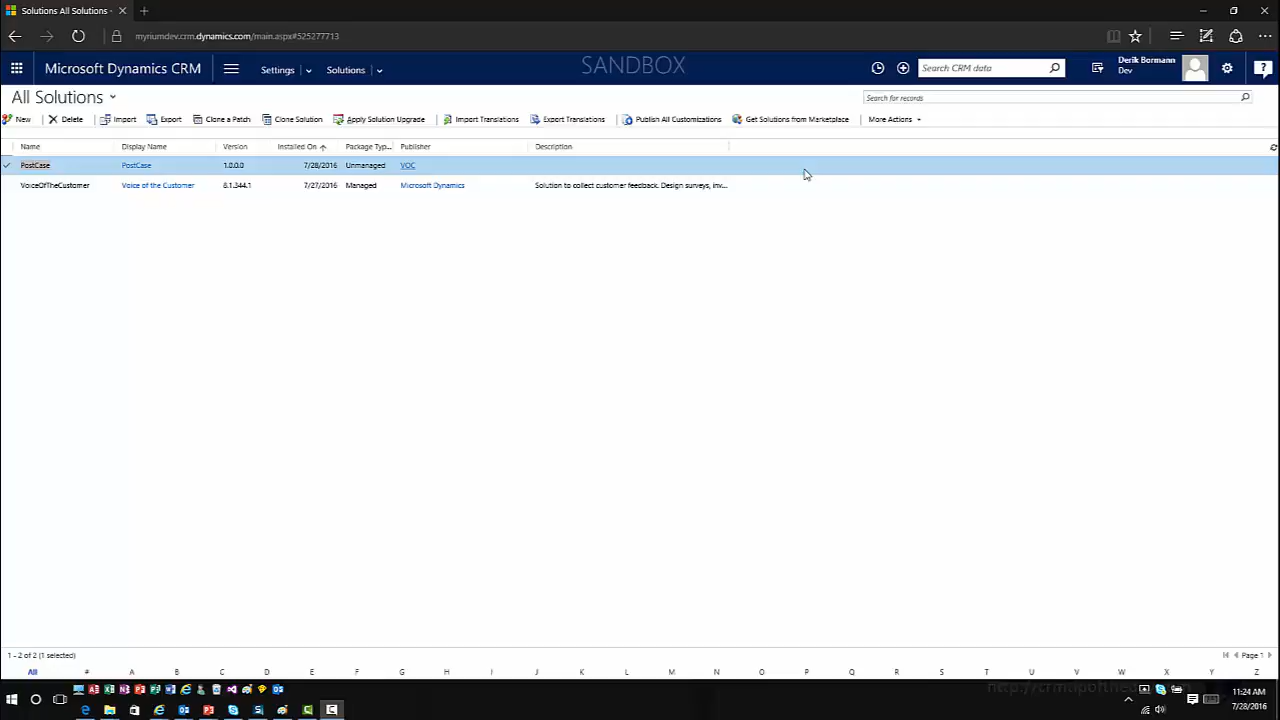 Solutions All Solutions -
myriumdev.crm.dynamics.com/main.aspx#525277713
Microsoft Dynamics CRM Settings Solutions SANDBOX Search CRM data Derik Bormann
Dev
All Solutions Search for records
New Delete Import Export Clone a Patch Clone Solution Apply Solution Upgrade Import Translations Export Translations Publish All Customizations Get Solutions from Marketplace More Actions
Name Display Name Version Installed On Package Typ... Publisher Description
PostCase PostCase 1.0.0.0 7/28/2016 Unmanaged VOC
VoiceOfTheCustomer Voice of the Customer 8.1.344.1 7/27/2016 Managed Microsoft Dynamics Solution to collect customer feedback. Design surveys, inv...
1 - 2 of 2 (1 selected) Page 1
All # A B C D E F G H I J K L M N O P Q R S T U V W X Y Z
11:24 AM
7/28/2016